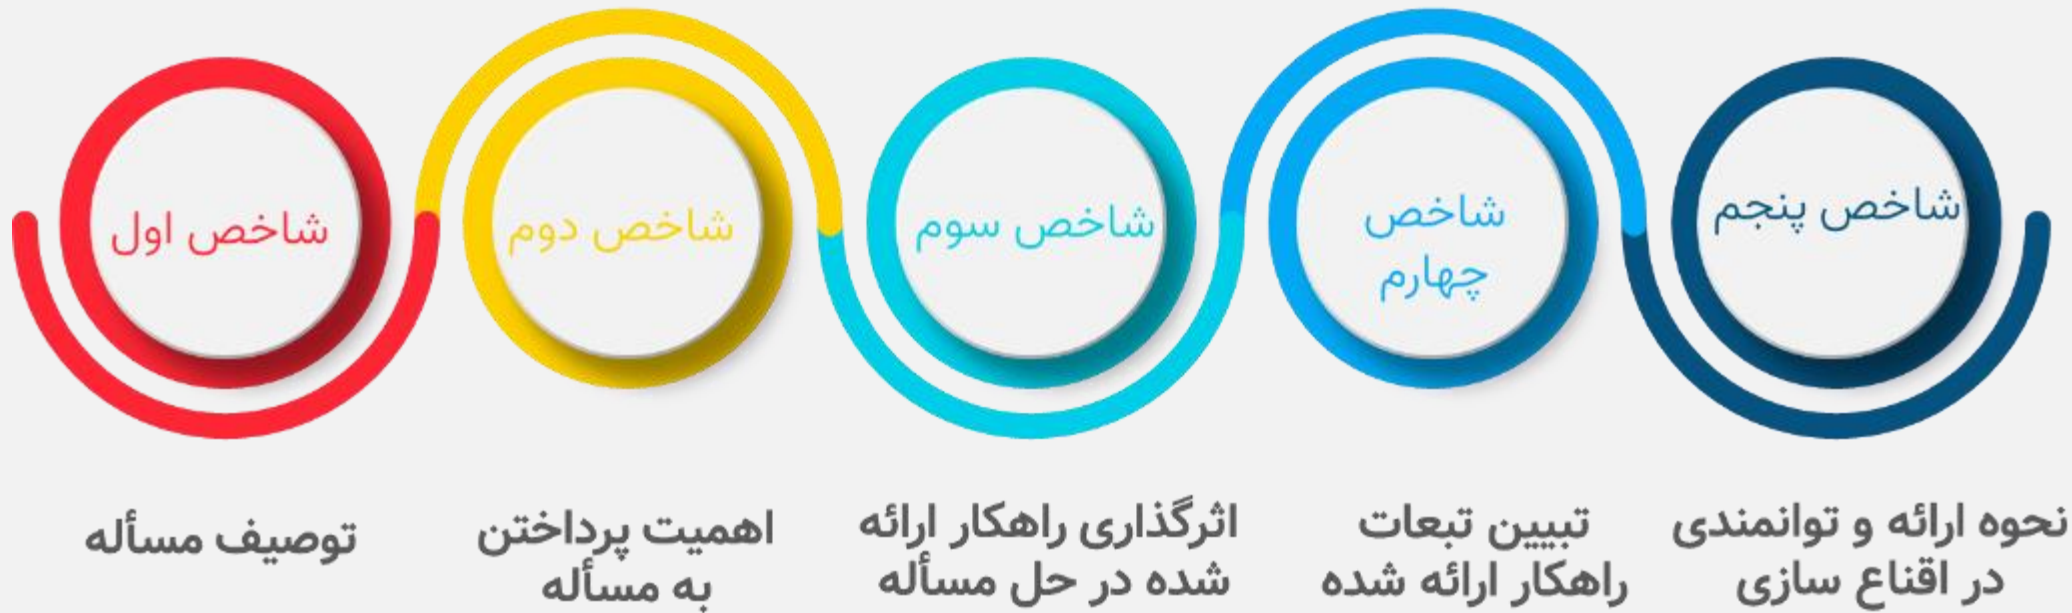 شاخص اول
توصیف مسأله
شاخص دوم
اهمیت پرداختن
به مسأله
شاخص سوم
اثرگذاری راهکار ارائه
شده در حل مسأله
شاخص
چهارم
تبیین تبعات
راهکار ارائه شده
شاخص پنجم
نحوه ارائه و توانمندی
در اقناع سازی